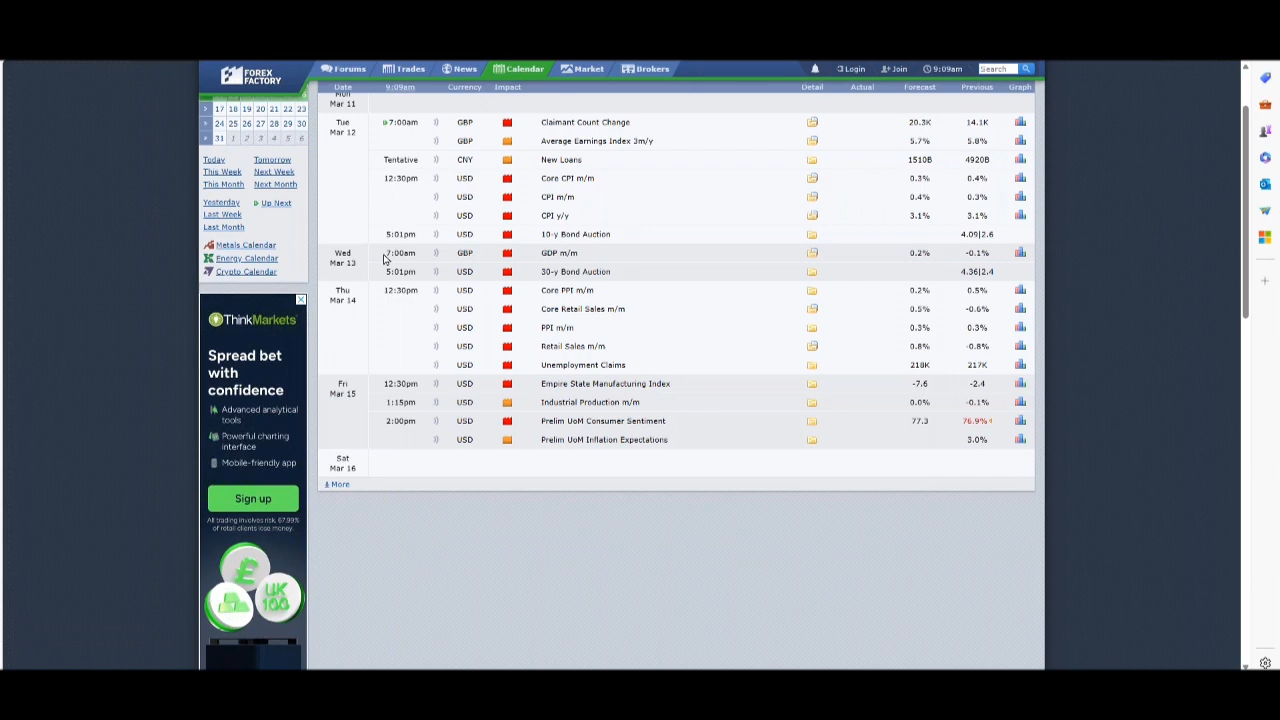 FOREX FACTORY Forums Trades News Calendar Market Brokers Login Join 9:09am Search
Date 9:09am Currency Impact Detail Actual Forecast Previous Graph
Mon
Mar 11
17 18 19 20 21 22 23
24 25 26 27 28 29 30
31 1 2 3 4 5 6
Today Tomorrow
This Week Next Week
This Month Next Month
Yesterday Up Next
Last Week
Last Month
Metals Calendar
Energy Calendar
Crypto Calendar
Tue Mar 12 7:00am GBP Claimant Count Change 20.3K 14.1K
GBP Average Earnings Index 3m/y 5.7% 5.8%
Tentative CNY New Loans 1510B 4920B
12:30pm USD Core CPI m/m 0.3% 0.4%
USD CPI m/m 0.4% 0.3%
USD CPI y/y 3.1% 3.1%
5:01pm USD 10-y Bond Auction 4.09|2.6
Wed Mar 13 7:00am GBP GDP m/m 0.2% -0.1%
5:01pm USD 30-y Bond Auction 4.36|2.4
Thu Mar 14 12:30pm USD Core PPI m/m 0.2% 0.5%
USD Core Retail Sales m/m 0.5% -0.6%
USD PPI m/m 0.3% 0.3%
USD Retail Sales m/m 0.8% -0.8%
USD Unemployment Claims 218K 217K
Fri Mar 15 12:30pm USD Empire State Manufacturing Index -7.6 -2.4
1:15pm USD Industrial Production m/m 0.0% -0.1%
2:00pm USD Prelim UoM Consumer Sentiment 77.3 76.9%
USD Prelim UoM Inflation Expectations 3.0%
Sat Mar 16
More
ThinkMarkets
Spread bet
with
confidence
Advanced analytical
tools
Powerful charting
interface
Mobile-friendly app
Sign up
All trading involves risk. 67.99%
of retail clients lose money.
UK
100